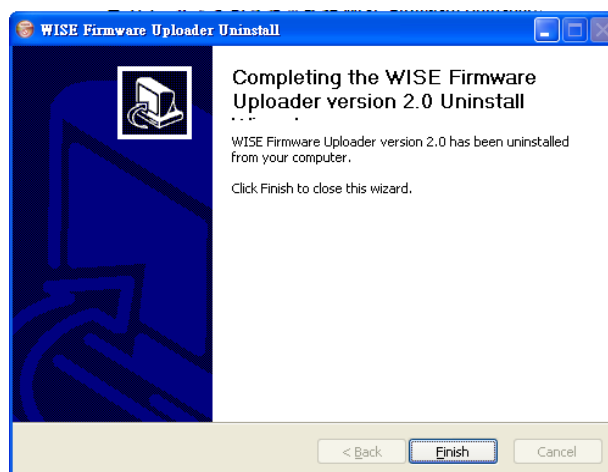 WISE Firmware Uploader Uninstall
Completing the WISE Firmware
Uploader version 2.0 Uninstall
WISE Firmware Uploader version 2.0 has been uninstalled
from your computer.
Click Finish to close this wizard.
< Back
Finish
Cancel